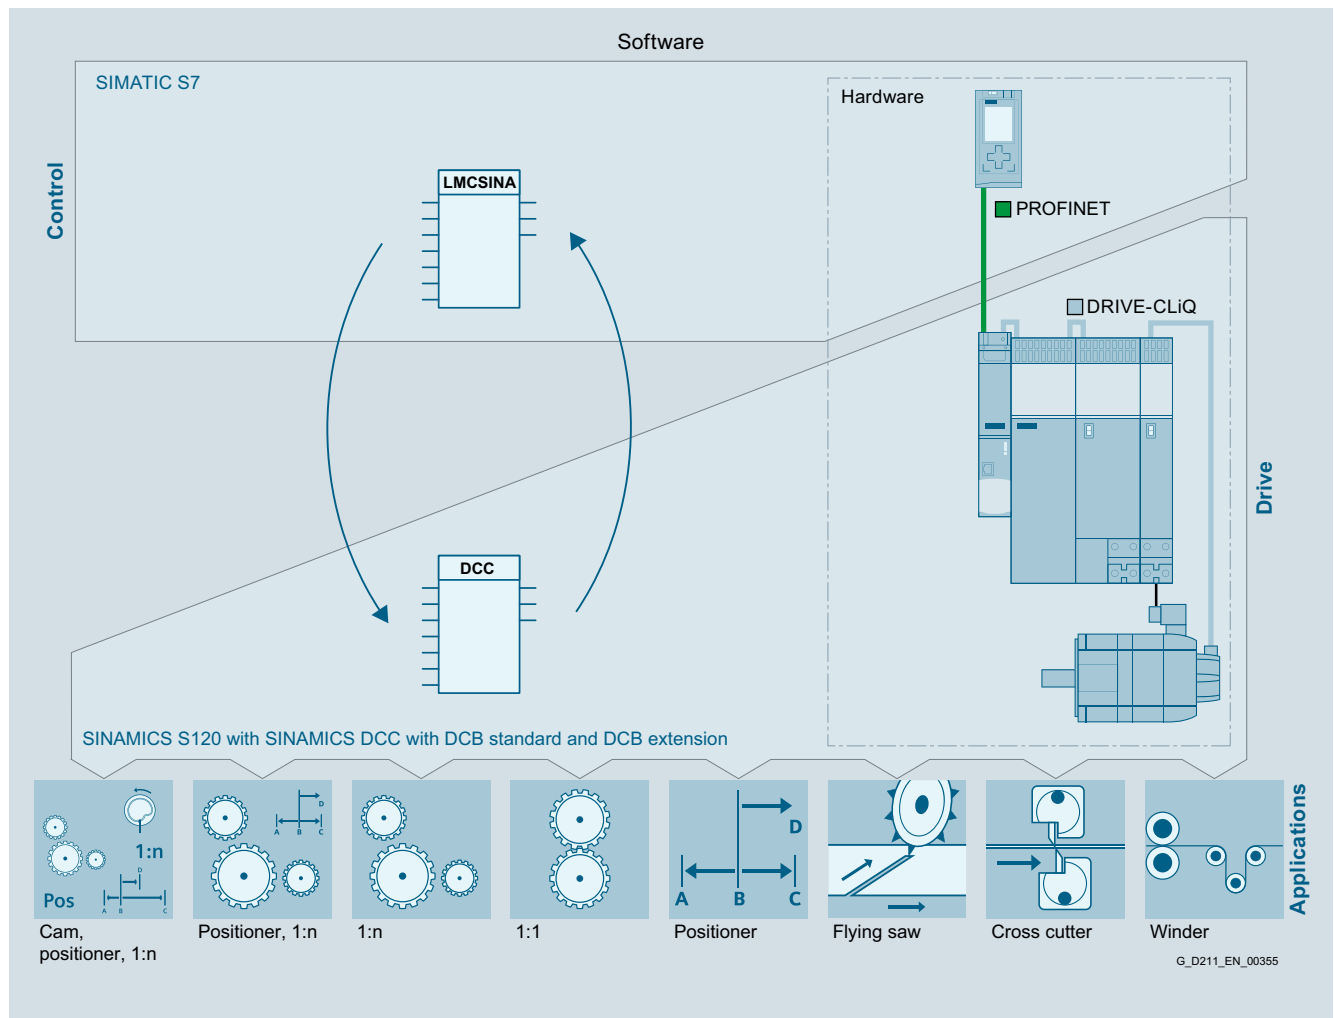 Software
SIMATIC S7
Hardware
Control
LMCSINA
PROFINET
DRIVE-CLiQ
Drive
DCC
SINAMICS S120 with SINAMICS DCC with DCB standard and DCB extension
1:n
D
Pos
A B C
D
A B C
D
A B C
Applications
Cam,
positioner, 1:n
Positioner, 1:n
1:n
1:1
Positioner
Flying saw
Cross cutter
Winder
G_D211_EN_00355